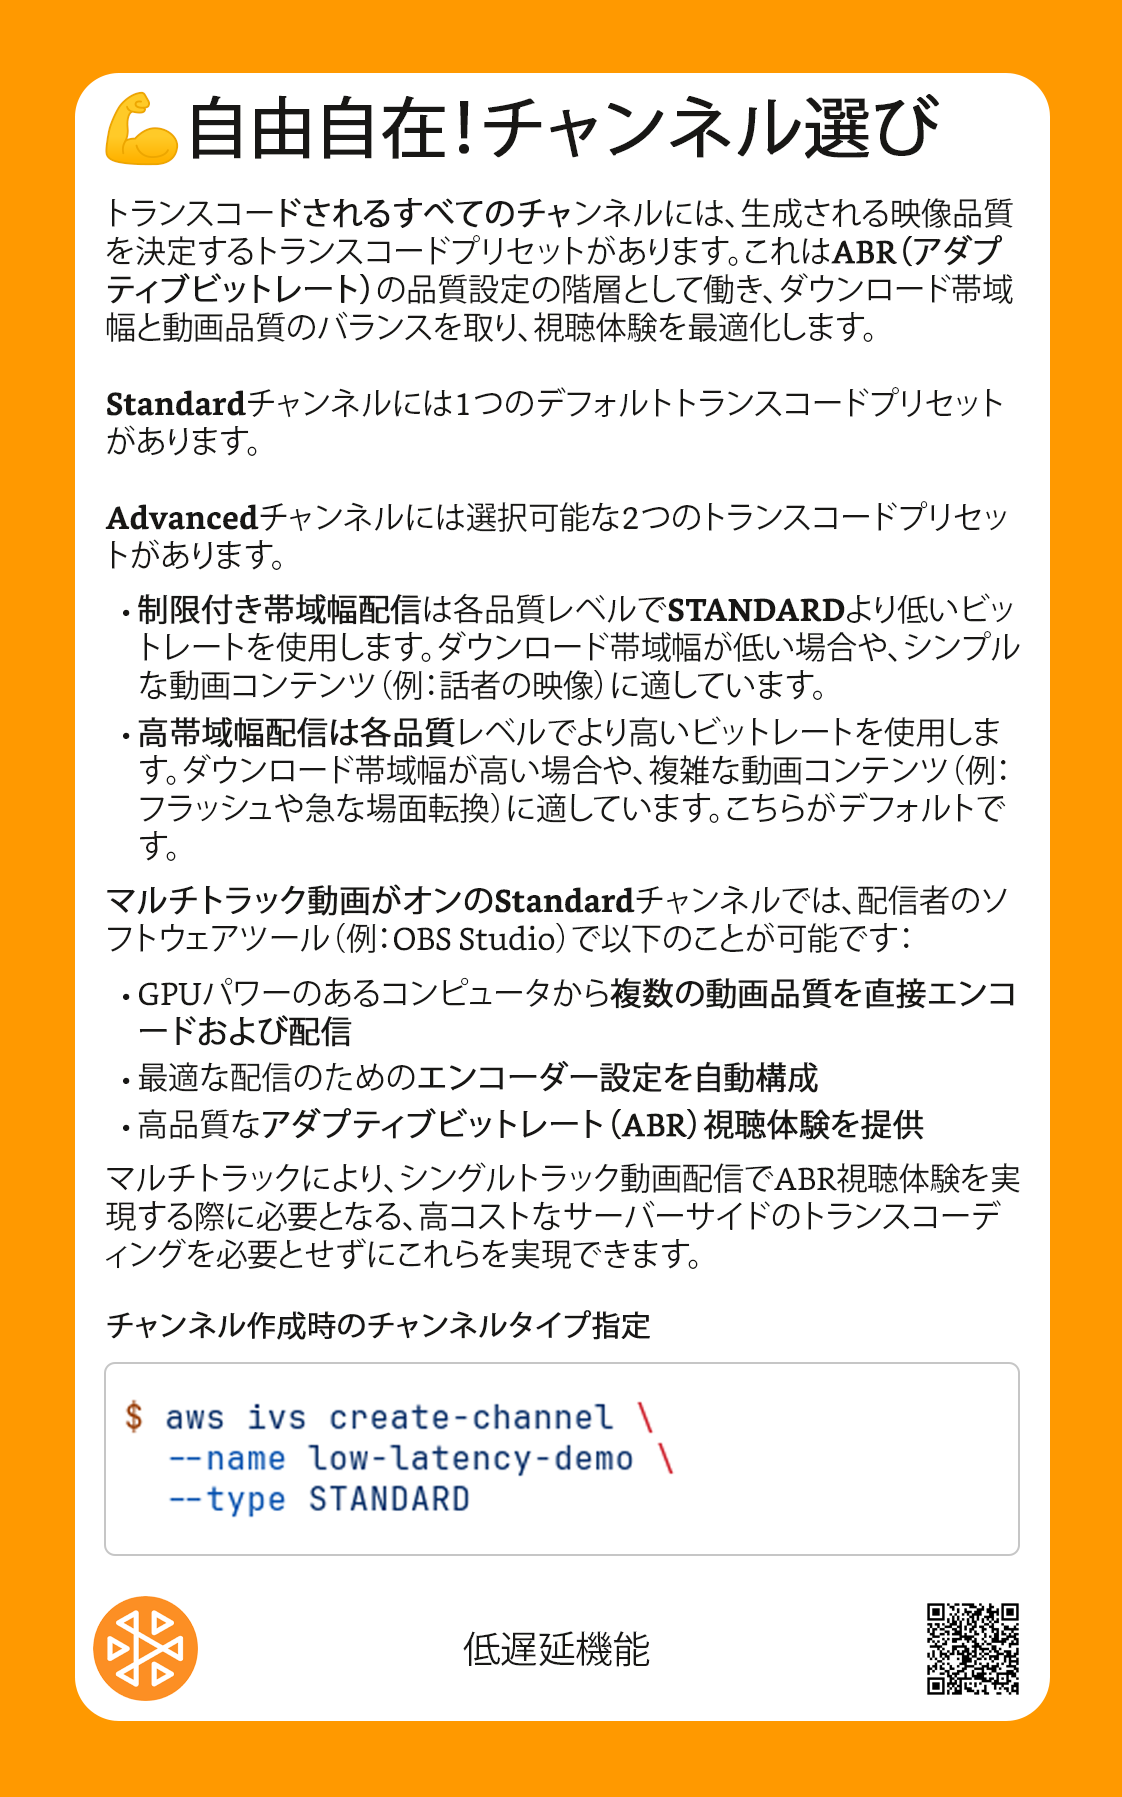 💪自由自在!チャンネル選び
トランスコードされるすべてのチャンネルには、生成される映像品質
を決定するトランスコードプリセットがあります。これはABR（アダプ
ティブビットレート）の品質設定の階層として働き、ダウンロード帯域
幅と動画品質のバランスを取り、視聴体験を最適化します。
Standardチャンネルには1つのデフォルトトランスコードプリセット
があります。
Advancedチャンネルには選択可能な2つのトランスコードプリセッ
トがあります。
・制限付き帯域幅配信は各品質レベルでSTANDARDより低いビッ
トレートを使用します。ダウンロード帯域幅が低い場合や、シンプル
な動画コンテンツ（例：話者の映像）に適しています。
・高帯域幅配信は各品質レベルでより高いビットレートを使用しま
す。ダウンロード帯域幅が高い場合や、複雑な動画コンテンツ（例：
フラッシュや急な場面転換）に適しています。こちらがデフォルトで
す。
マルチトラック動画がオンのStandardチャンネルでは、配信者のソ
フトウェアツール（例：OBS Studio）で以下のことが可能です：
・GPUパワーのあるコンピュータから複数の動画品質を直接エンコ
ードおよび配信
・最適な配信のためのエンコーダー設定を自動構成
・高品質なアダプティブビットレート（ABR）視聴体験を提供
マルチトラックにより、シングルトラック動画配信でABR視聴体験を実
現する際に必要となる、高コストなサーバーサイドのトランスコーデ
ィングを必要とせずにこれらを実現できます。
チャンネル作成時のチャンネルタイプ指定
$ aws ivs create-channel \
--name low-latency-demo \
--type STANDARD
低遅延機能